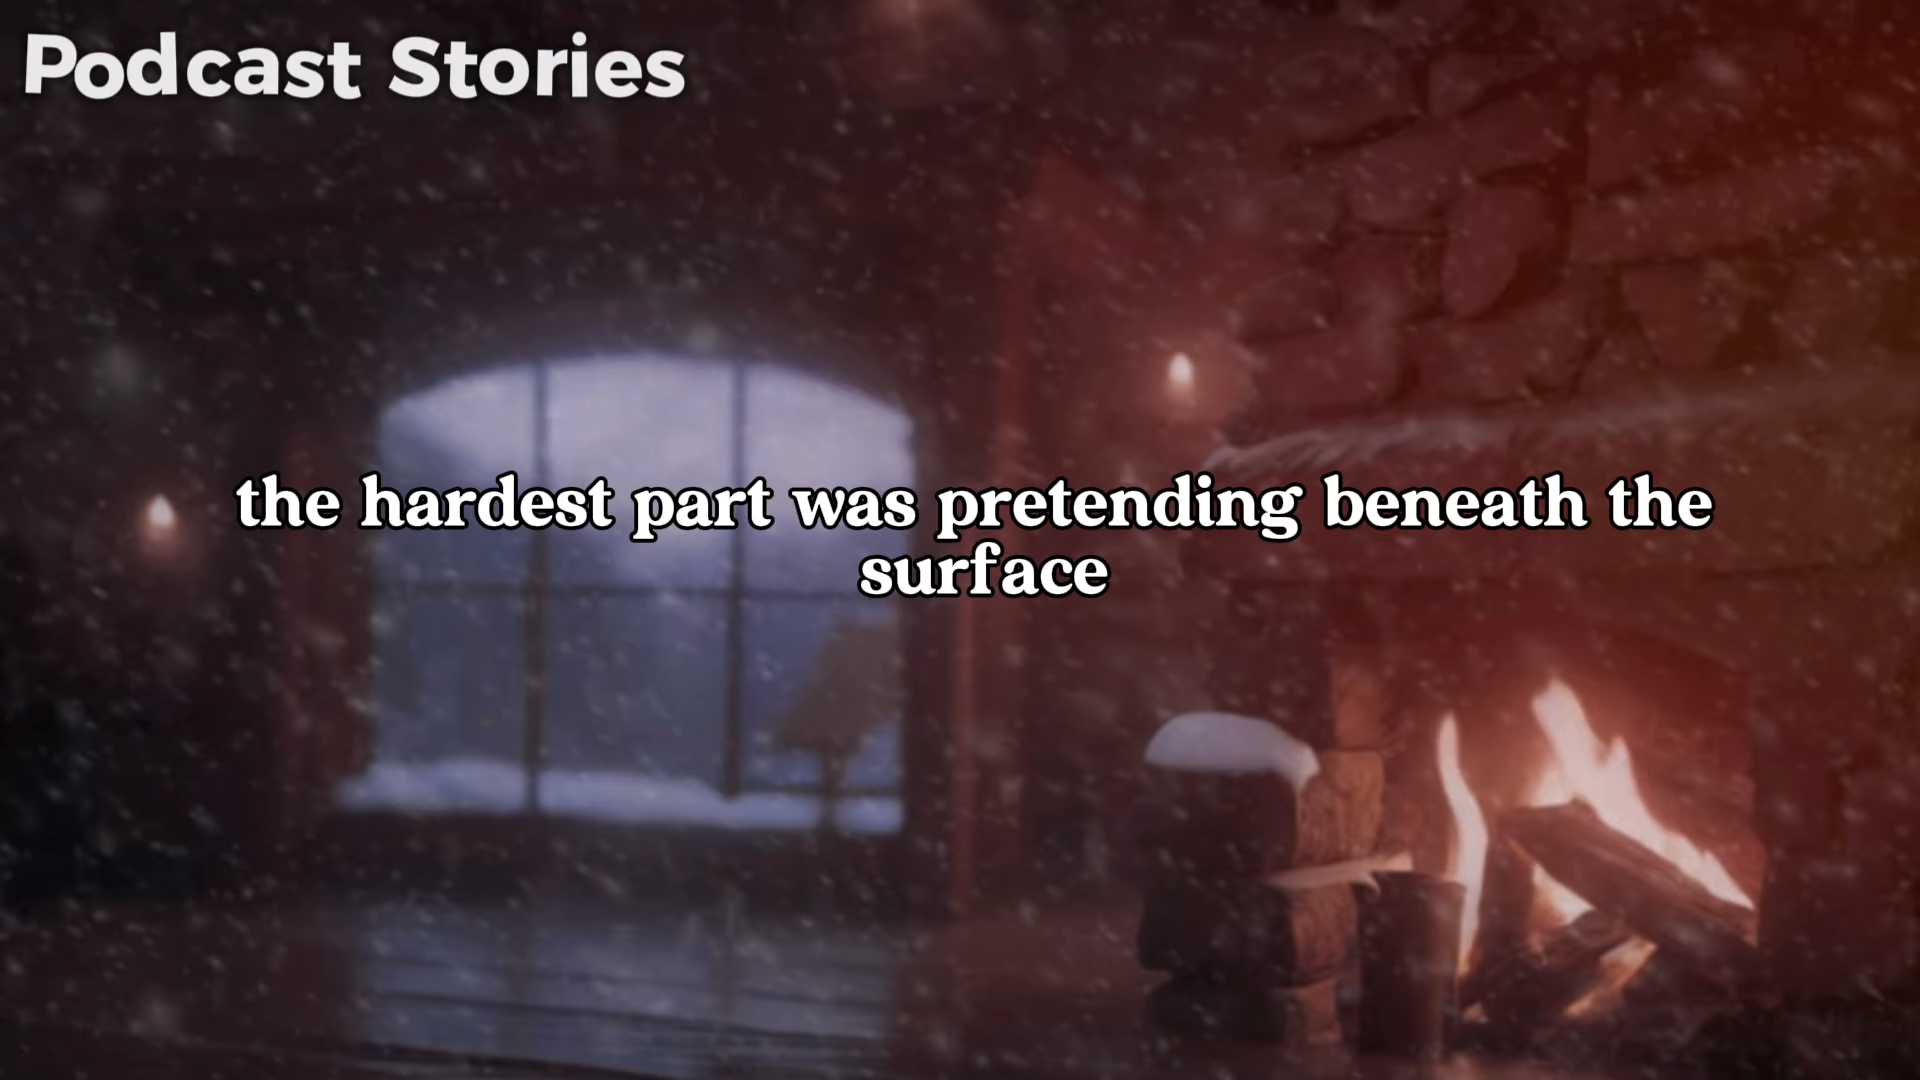 Podcast Stories
the hardest part was pretending beneath the
surface